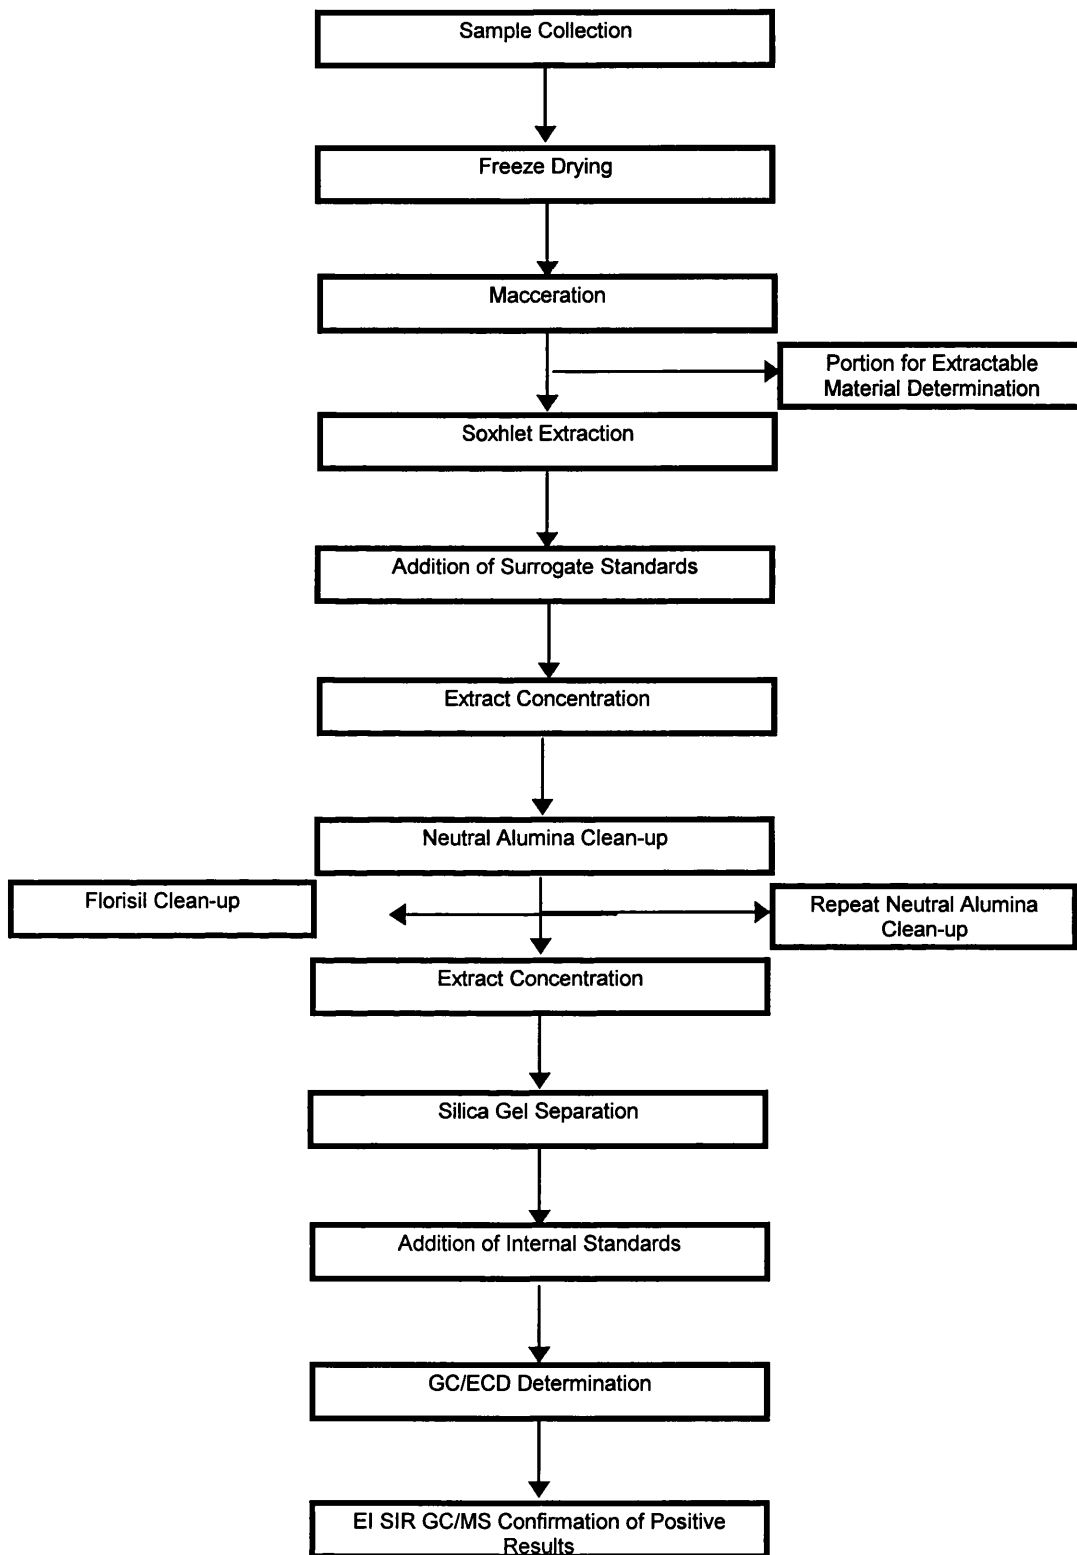 Sample Collection
Freeze Drying
Macceration
Portion for Extractable
Material Determination
Soxhlet Extraction
Addition of Surrogate Standards
Extract Concentration
Neutral Alumina Clean-up
Florisil Clean-up
Repeat Neutral Alumina
Clean-up
Extract Concentration
Silica Gel Separation
Addition of Internal Standards
GC/ECD Determination
EI SIR GC/MS Confirmation of Positive
Results